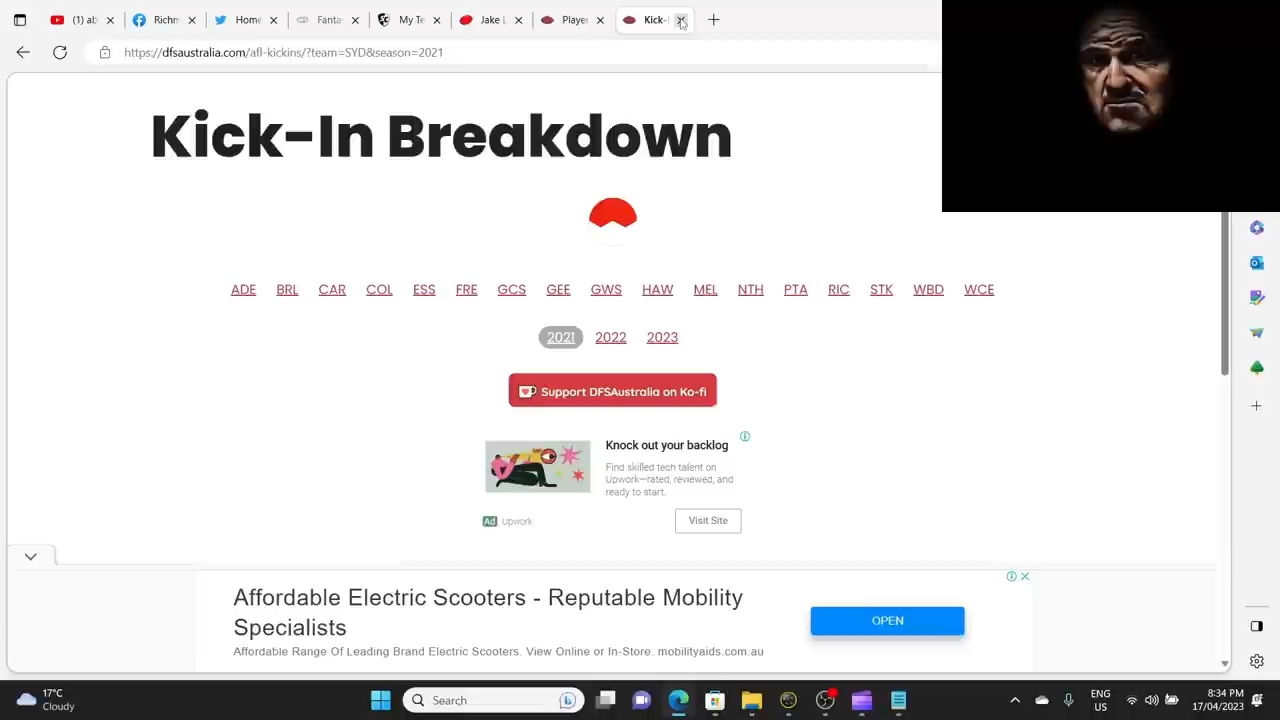 (1) ab
Richm
Home
Fanta
My Te
Jake L
Player
Kick-
https://dfsaustralia.com/afl-kickins/?team=SYD&season=2021
Kick-In Breakdown
ADE BRL CAR COL ESS FRE GCS GEE GWS HAW MEL NTH PTA RIC STK WBD WCE
2021 2022 2023
Support DFSAustralia on Ko-fi
Knock out your backlog
Find skilled tech talent on
Upwork—rated, reviewed, and
ready to start.
Ad Upwork
Visit Site
Affordable Electric Scooters - Reputable Mobility
Specialists
Affordable Range Of Leading Brand Electric Scooters. View Online or In-Store. mobilityaids.com.au
OPEN
17°C
Cloudy
Search
ENG
US
8:34 PM
17/04/2023